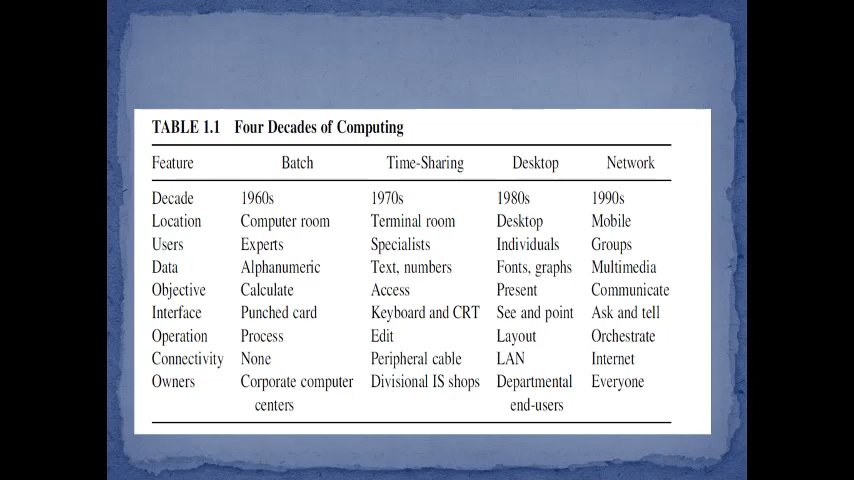 TABLE 1.1 Four Decades of Computing
Feature Batch Time-Sharing Desktop Network
Decade 1960s 1970s 1980s 1990s
Location Computer room Terminal room Desktop Mobile
Users Experts Specialists Individuals Groups
Data Alphanumeric Text, numbers Fonts, graphs Multimedia
Objective Calculate Access Present Communicate
Interface Punched card Keyboard and CRT See and point Ask and tell
Operation Process Edit Layout Orchestrate
Connectivity None Peripheral cable LAN Internet
Owners Corporate computer Divisional IS shops Departmental Everyone
centers end-users